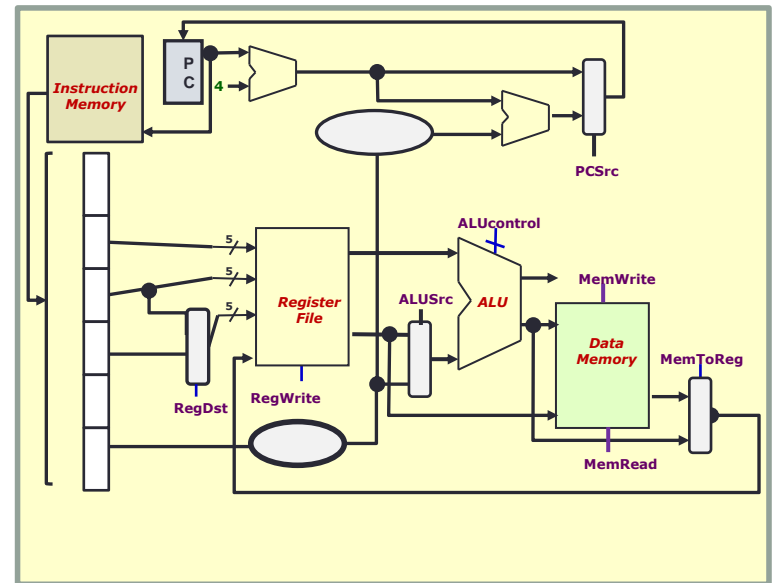 P
C
Instruction
Memory
4
PCSrc
5
ALUcontrol
5
MemWrite
ALUSrc
Register
File
ALU
5
Data
Memory
MemToReg
RegWrite
RegDst
MemRead